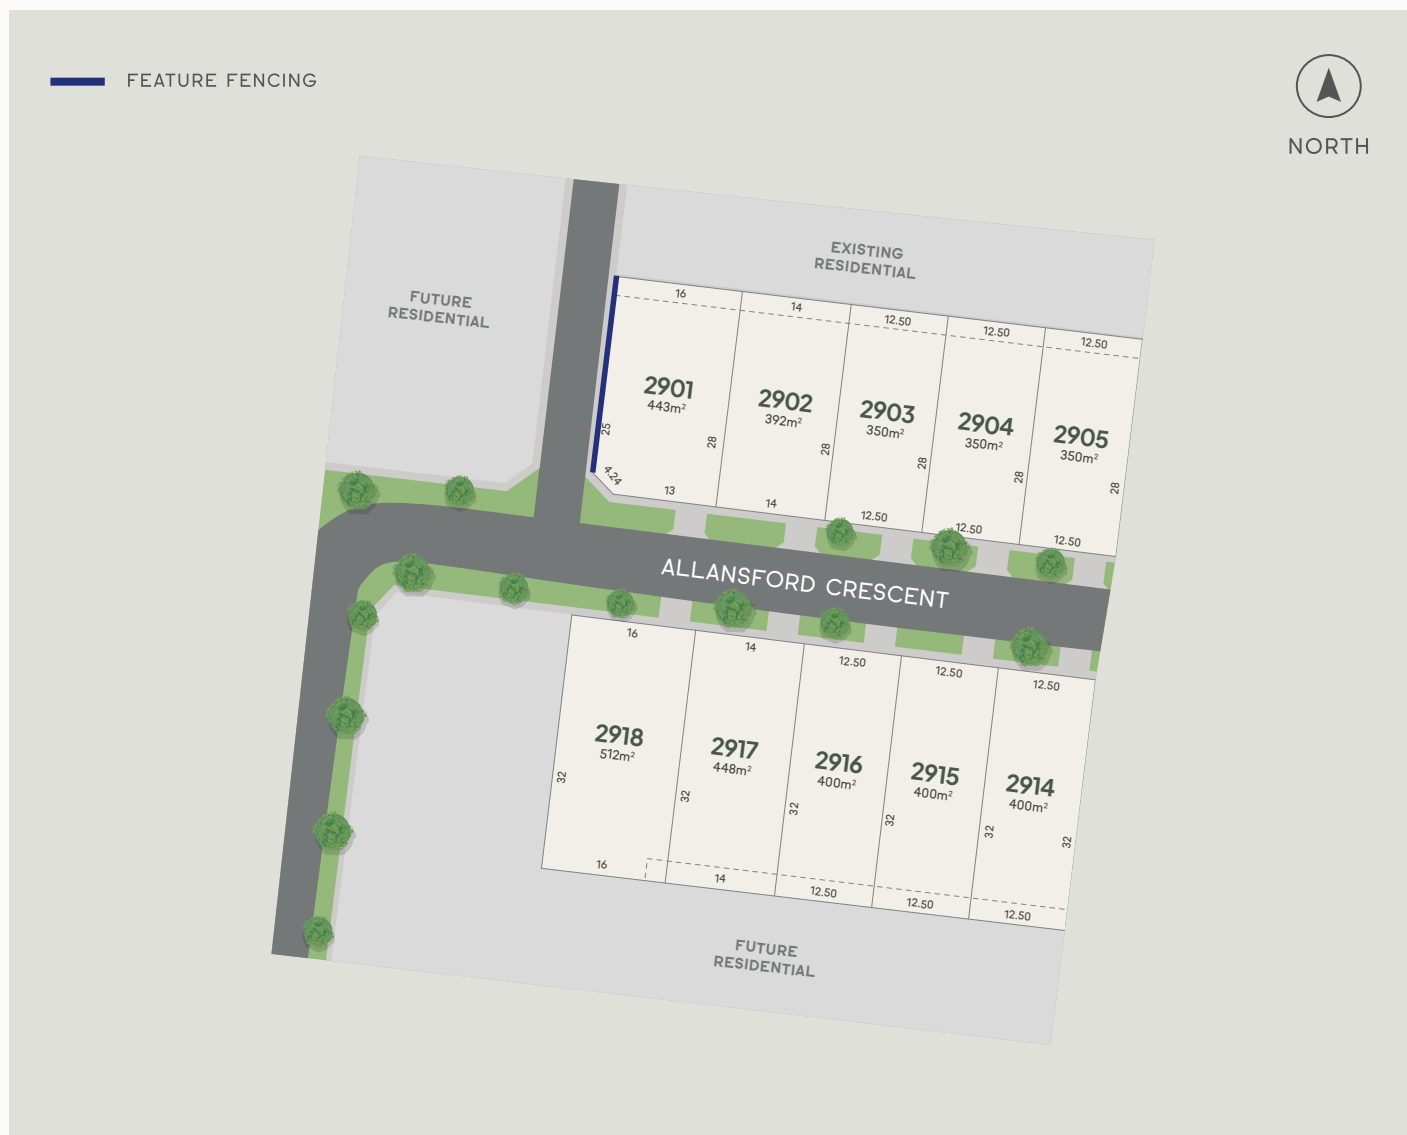 FEATURE FENCING
NORTH
EXISTING
RESIDENTIAL
FUTURE
RESIDENTIAL
16
14
12.50
12.50
12.50
2901
443m²
2902
392m²
2903
350m²
2904
350m²
2905
350m²
25
28
28
28
28
28
4.24
13
14
12.50
12.50
12.50
ALLANSFORD CRESCENT
16
14
12.50
12.50
12.50
2918
512m²
2917
448m²
2916
400m²
2915
400m²
2914
400m²
32
32
32
32
32
32
16
14
12.50
12.50
12.50
FUTURE
RESIDENTIAL